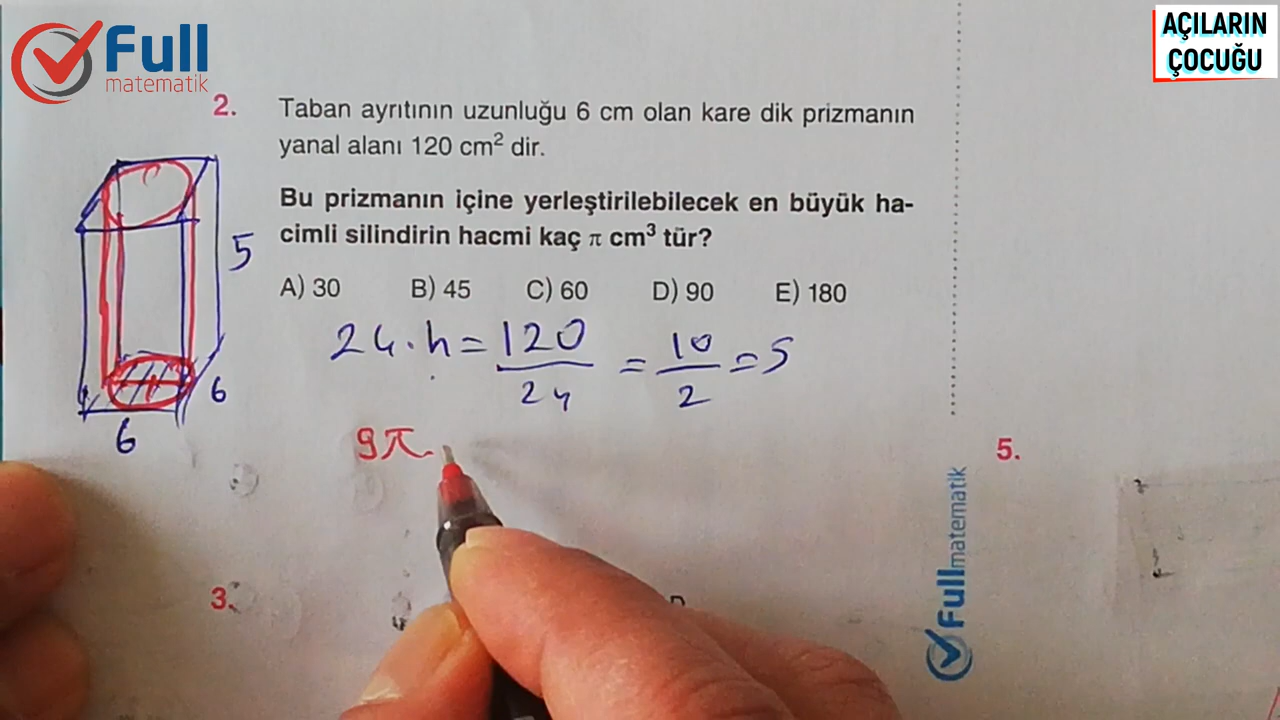 Full
matematik
AÇILARIN
ÇOCUĞU
2. Taban ayrıtının uzunluğu 6 cm olan kare dik prizmanın
yanal alanı 120 cm² dir.
Bu prizmanın içine yerleştirilebilecek en büyük ha-
cimli silindirin hacmi kaç π cm³ tür?
A) 30 B) 45 C) 60 D) 90 E) 180
5
6
6
24.h = 120/24 = 10/2 = 5
9π.
3.
5.
Fullmatematik